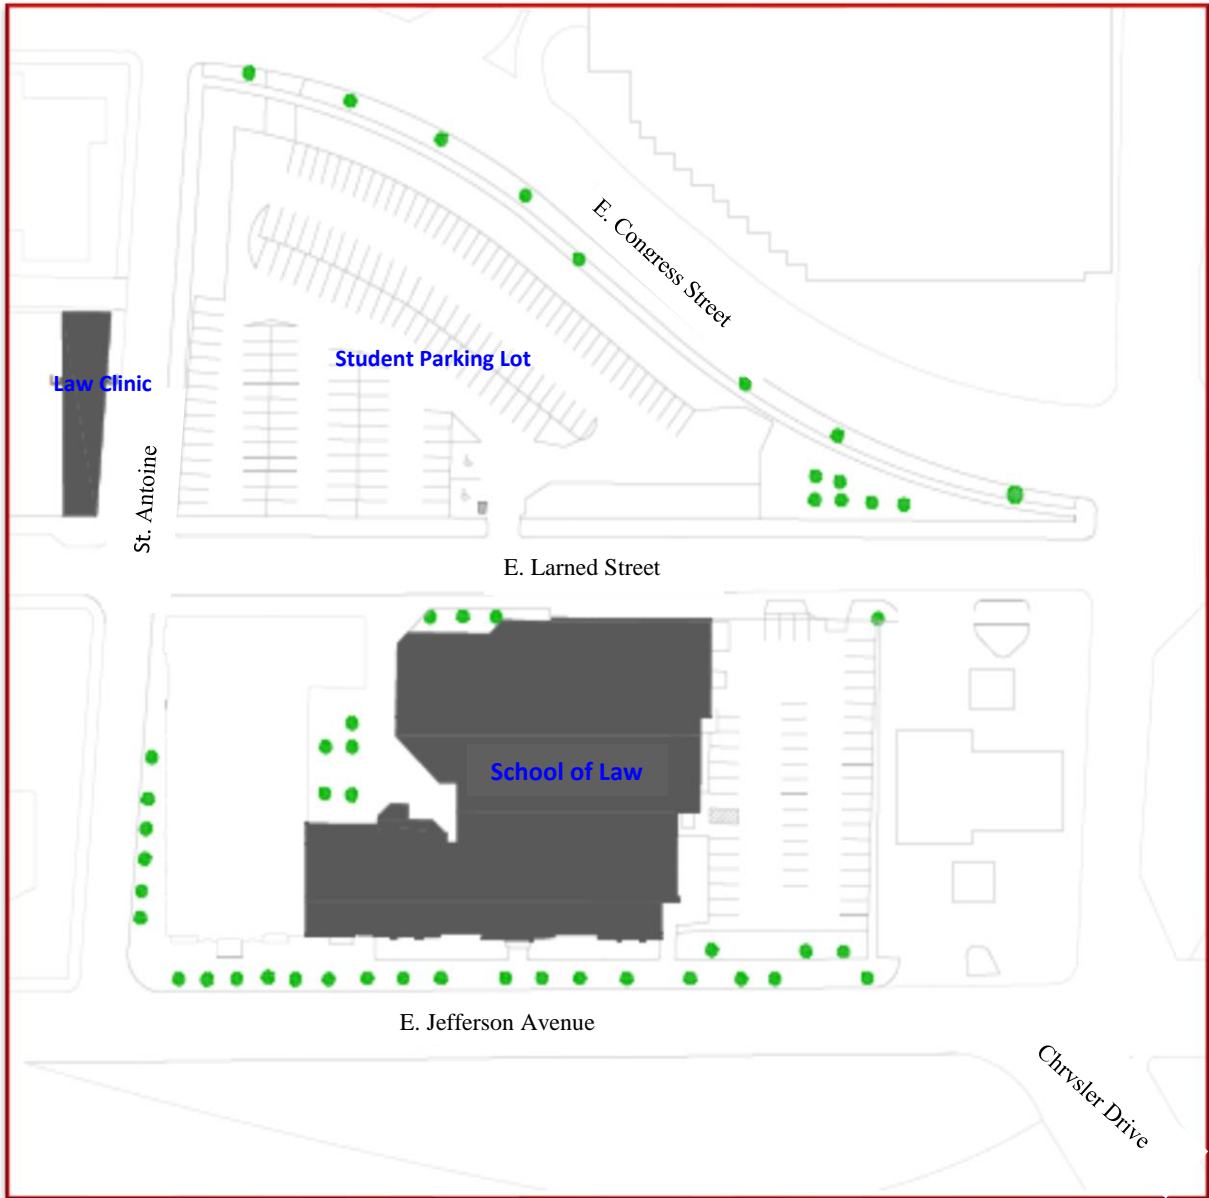 E. Congress Street
Student Parking Lot
Law Clinic
St. Antoine
E. Larned Street
School of Law
E. Jefferson Avenue
Chrysler Drive